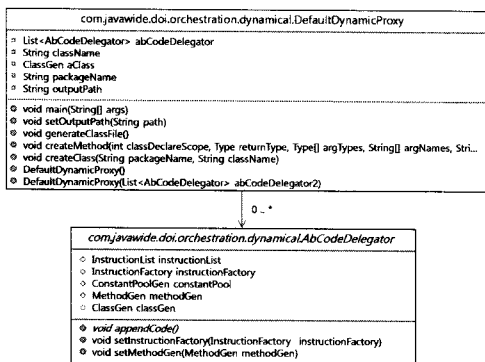 com.javawide.doi.orchestration.dynamical.DefaultDynamicProxy
List<AbCodeDelegator> abCodeDelegator
String className
ClassGen aClass
String packageName
String outputPath
void main(String[] args)
void setOutputPath(String path)
void generateClassFile()
void createMethod(int classDeclareScope, Type returnType, Type[] argTypes, String[] argNames, Stri...
void createClass(String packageName, String className)
DefaultDynamicProxy()
DefaultDynamicProxy(List<AbCodeDelegator> abCodeDelegator2)
0..*
com.javawide.doi.orchestration.dynamical.AbCodeDelegator
InstructionList instructionList
InstructionFactory instructionFactory
ConstantPoolGen constantPool
MethodGen methodGen
ClassGen classGen
void appendCode()
void setInstructionFactory(InstructionFactory instructionFactory)
void setMethodGen(MethodGen methodGen)